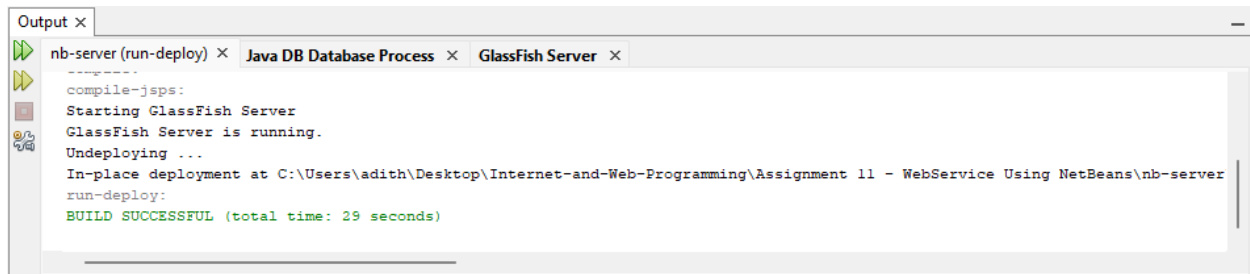 Output
nb-server (run-deploy) Java DB Database Process GlassFish Server
compile-jsps:
Starting GlassFish Server
GlassFish Server is running.
Undeploying ...
In-place deployment at C:\Users\adith\Desktop\Internet-and-Web-Programming\Assignment 11 - WebService Using NetBeans\nb-server
run-deploy:
BUILD SUCCESSFUL (total time: 29 seconds)